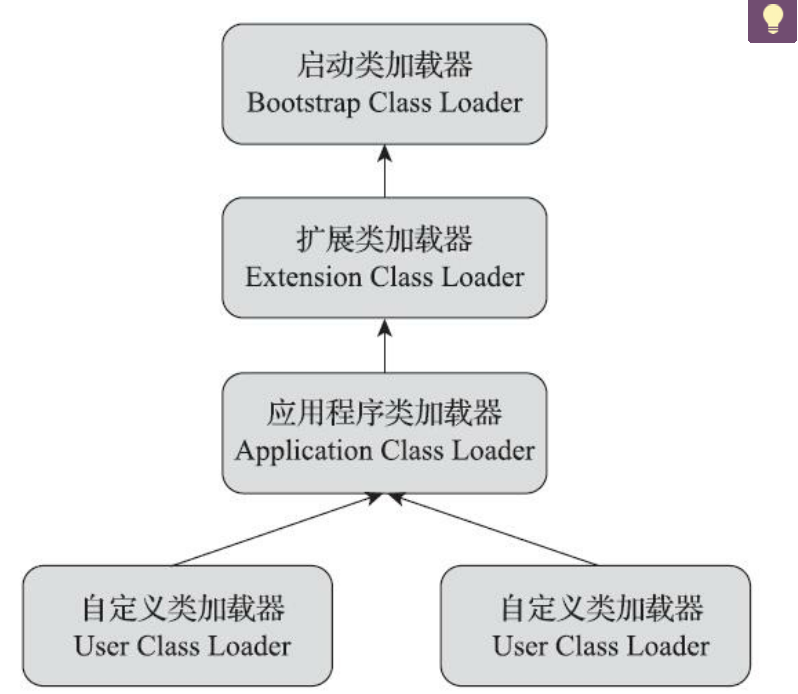 启动类加载器
Bootstrap Class Loader
扩展类加载器
Extension Class Loader
应用程序类加载器
Application Class Loader
自定义类加载器
User Class Loader
自定义类加载器
User Class Loader